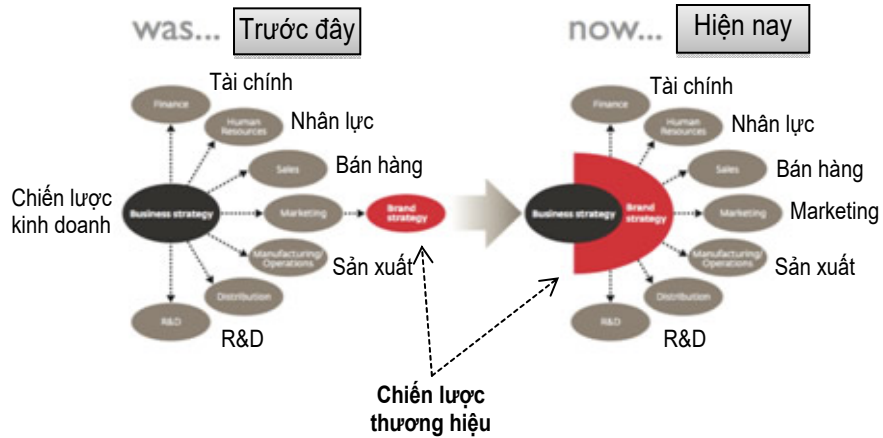 was...
Trước đây
now...
Hiện nay
Tài chính
Finance
Human
Resources
Nhân lực
Sales
Bán hàng
Chiến lược
kinh doanh
Business strategy
Marketing
Brand
strategy
Manufacturing/
Operations
Sản xuất
Distribution
R&D
R&D
Tài chính
Finance
Human
Resources
Nhân lực
Sales
Bán hàng
Business strategy
Brand
strategy
Marketing
Marketing
Manufacturing/
Operations
Sản xuất
Distribution
R&D
R&D
Chiến lược
thương hiệu